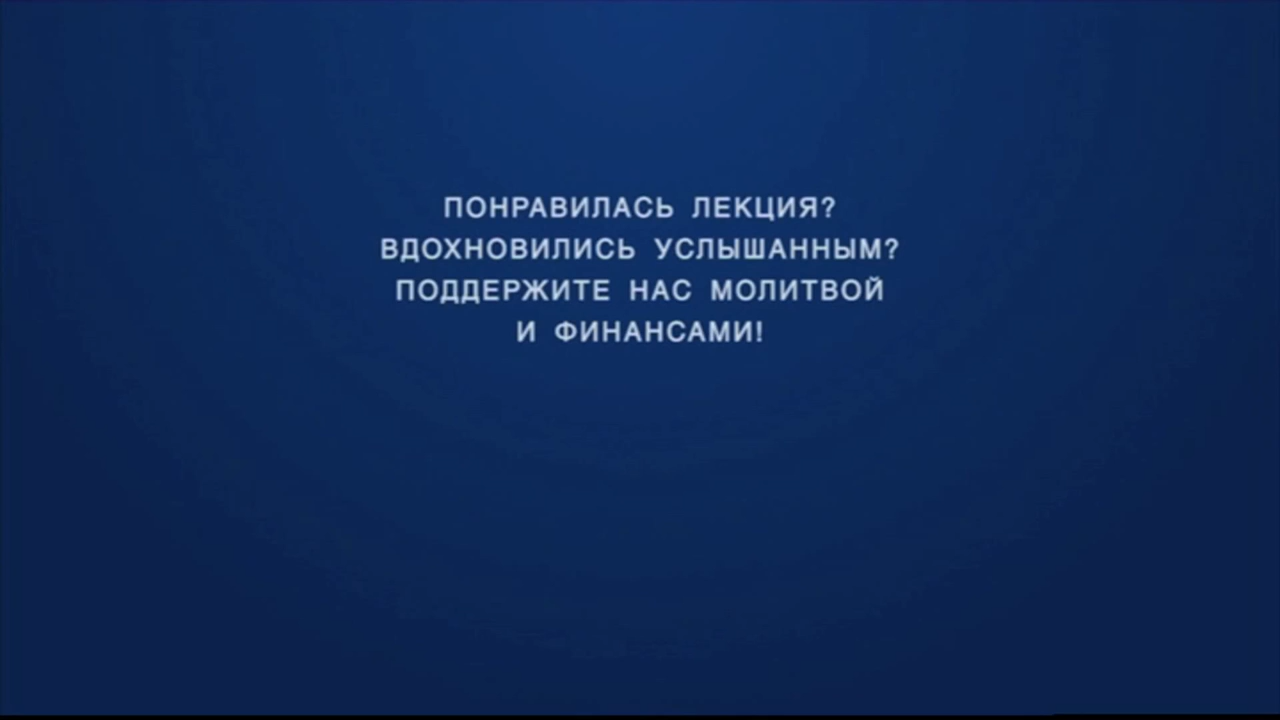 ПОНРАВИЛАСЬ ЛЕКЦИЯ?
ВДОХНОВИЛИСЬ УСЛЫШАННЫМ?
ПОДДЕРЖИТЕ НАС МОЛИТВОЙ
И ФИНАНСАМИ!